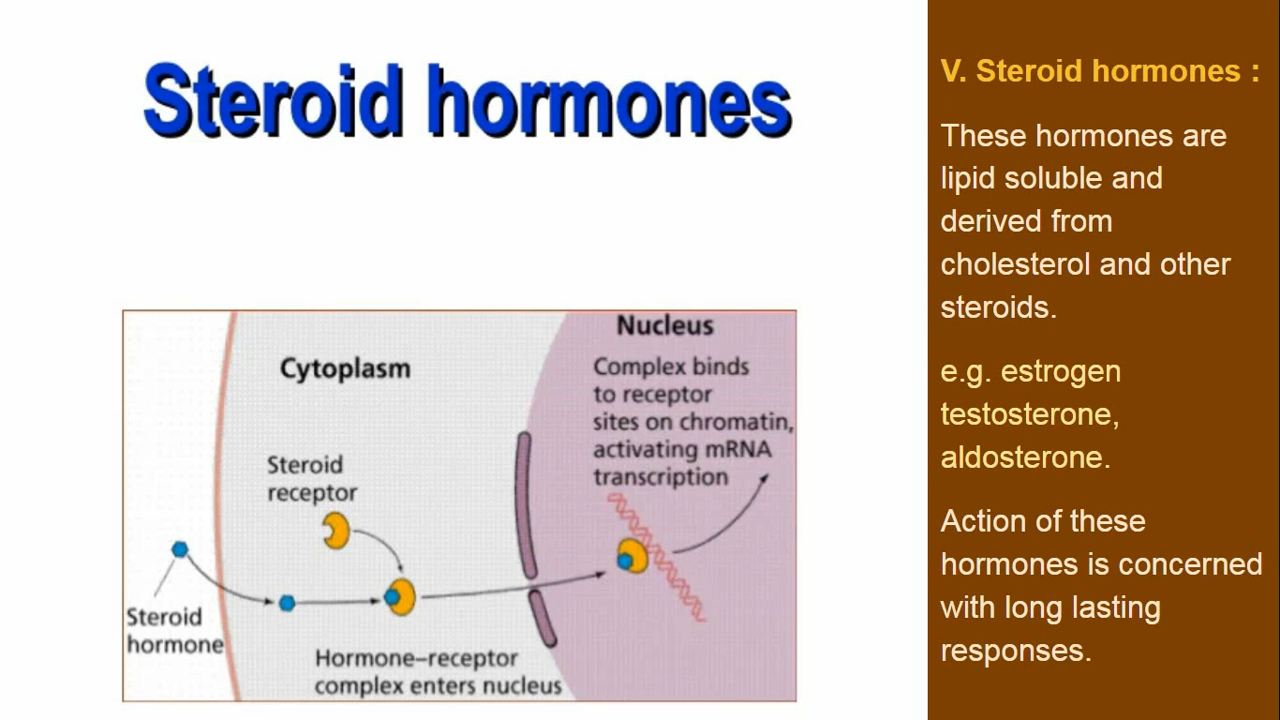 Steroid hormones
Nucleus
Complex binds
to receptor
sites on chromatin,
activating mRNA
transcription
Cytoplasm
Steroid
receptor
Steroid
hormone
Hormone–receptor
complex enters nucleus
V. Steroid hormones :
These hormones are
lipid soluble and
derived from
cholesterol and other
steroids.
e.g. estrogen
testosterone,
aldosterone.
Action of these
hormones is concerned
with long lasting
responses.